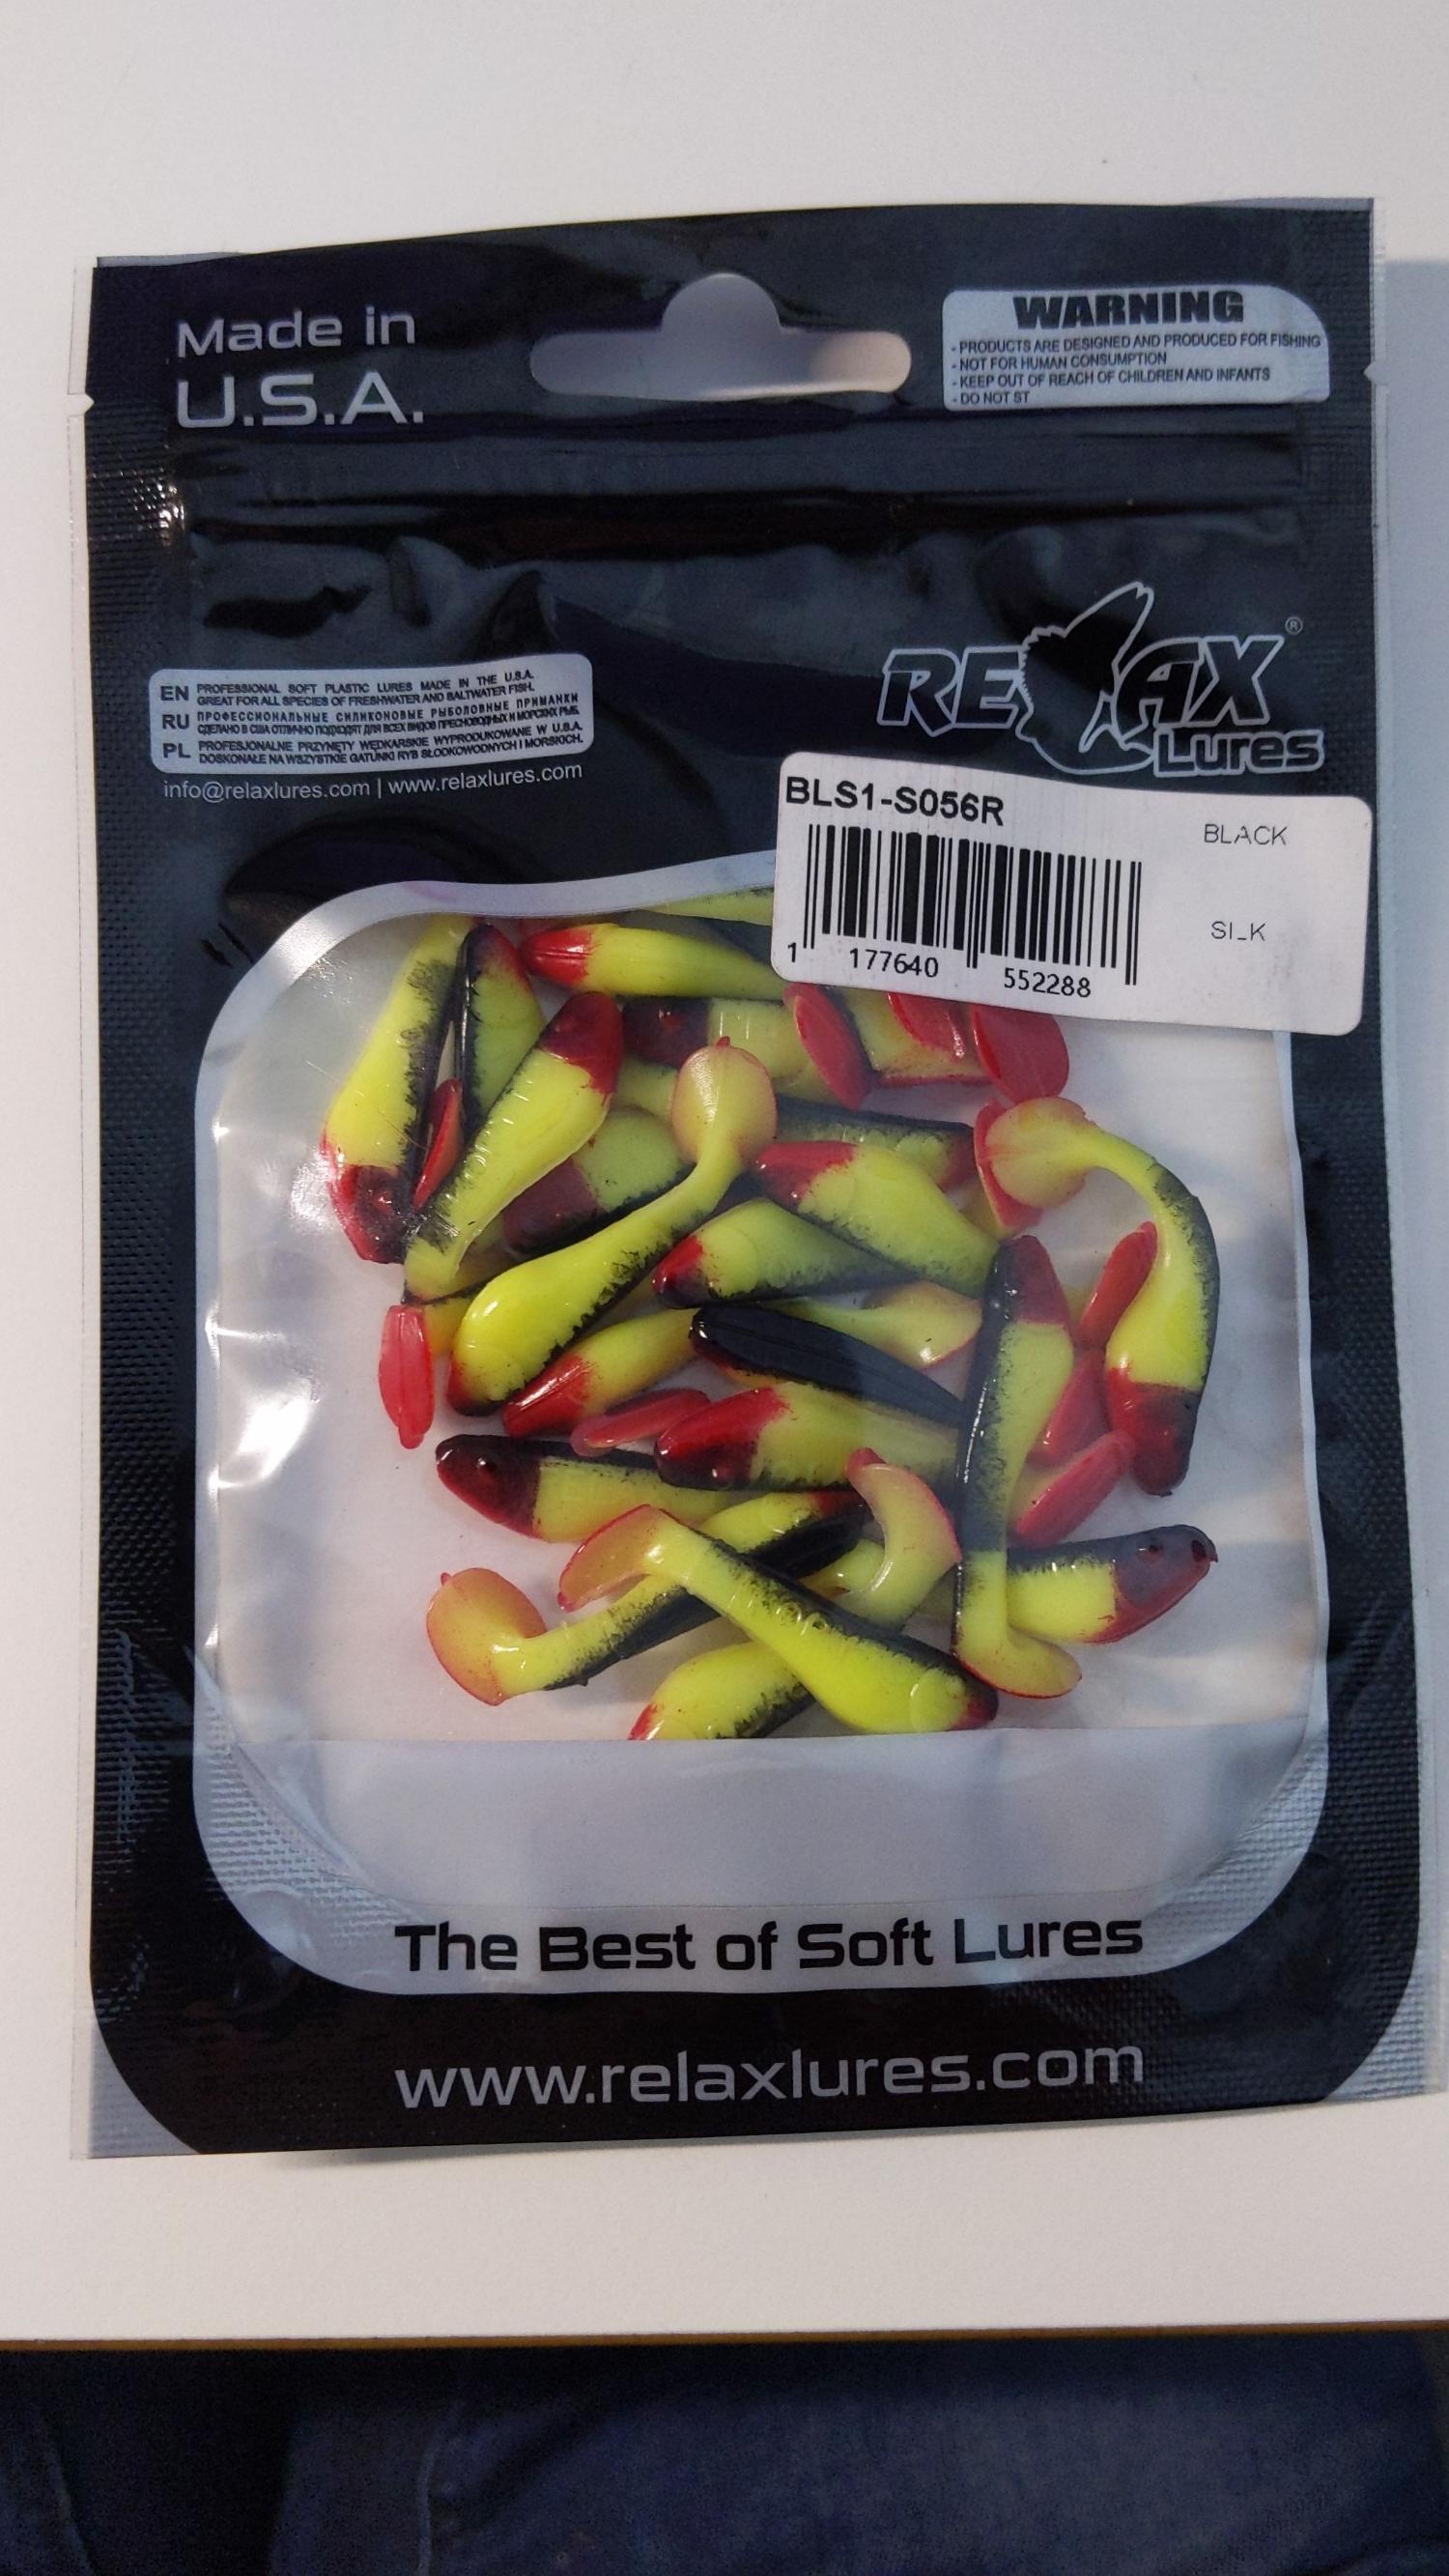 Made in
U.S.A.
WARNING
- PRODUCTS ARE DESIGNED AND PRODUCED FOR FISHING
- NOT FOR HUMAN CONSUMPTION
- KEEP OUT OF REACH OF CHILDREN AND INFANTS
- DO NOT ST
RELAX®
Lures
EN PROFESSIONAL SOFT PLASTIC LURES MADE IN THE U.S.A.
GREAT FOR ALL SPECIES OF FRESHWATER AND SALTWATER FISH.
RU ПРОФЕССИОНАЛЬНЫЕ СИЛИКОНОВЫЕ РЫБОЛОВНЫЕ ПРИМАНКИ
СДЕЛАНО В США ОТЛИЧНО ПОДХОДЯТ ДЛЯ ВСЕХ ВИДОВ ПРЕСНОВОДНЫХ И МОРСКИХ РЫБ.
PL PROFESJONALNE PRZYNĘTY WĘDKARSKIE WYPRODUKOWANE W U.S.A.
DOSKONAŁE NA WSZYSTKIE GATUNKI RYB SŁODKOWODNYCH I MORSKICH.
info@relaxlures.com | www.relaxlures.com
BLS1-S056R
BLACK
SI_K
1 177640 552288
The Best of Soft Lures
www.relaxlures.com